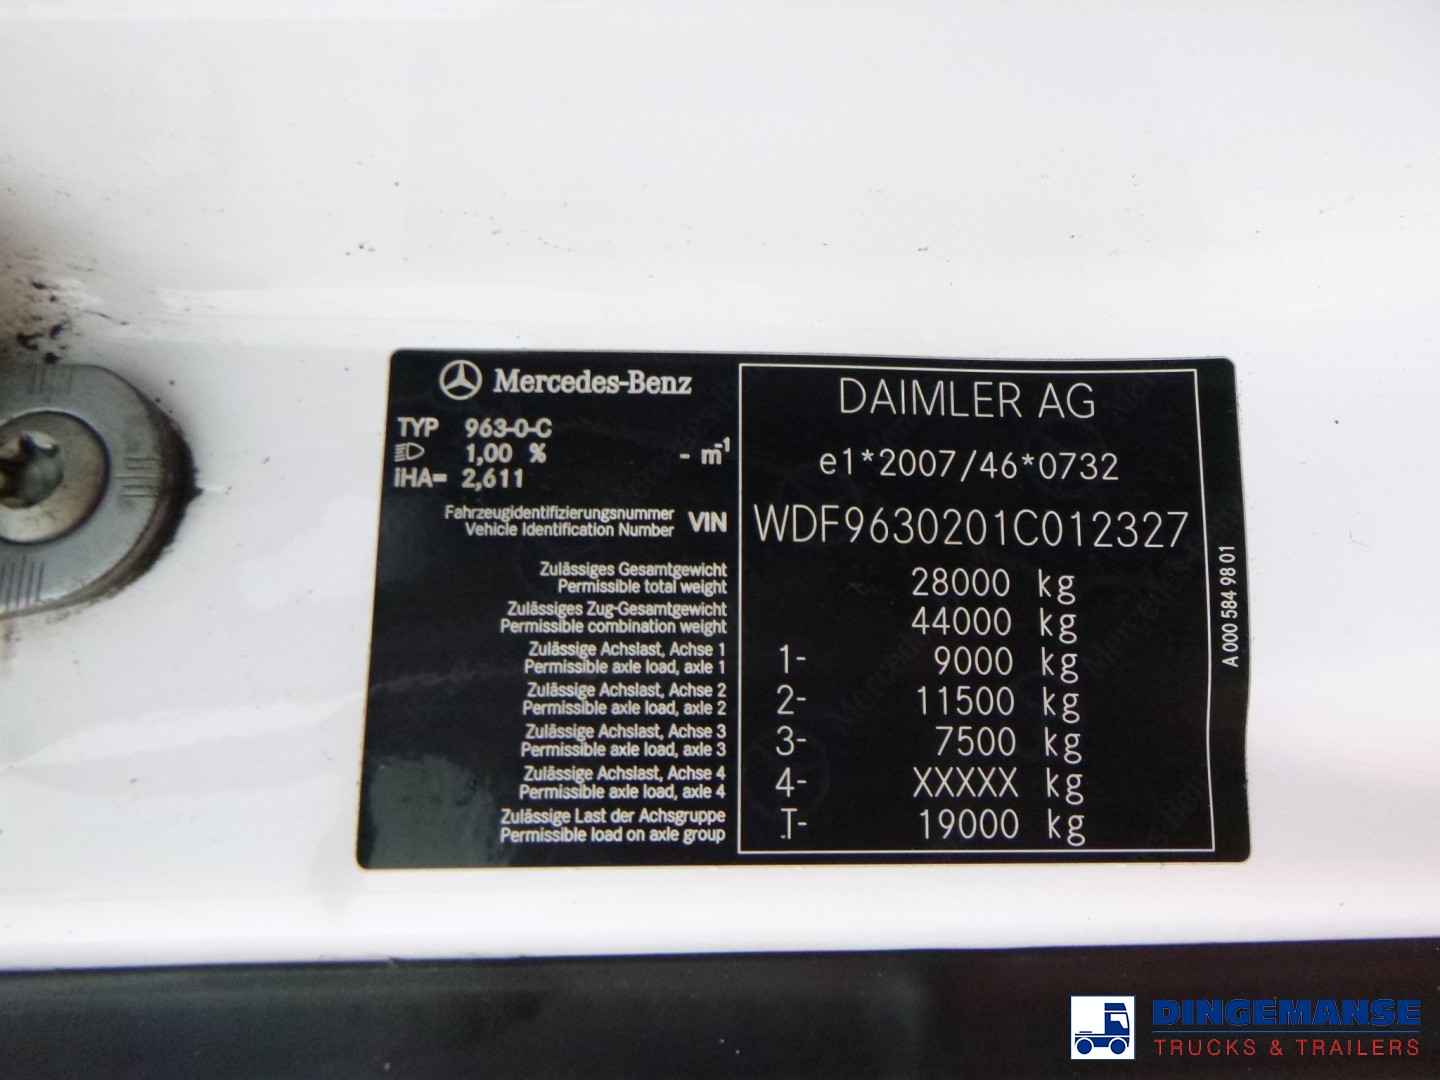 Mercedes-Benz
TYP 963-0-C
1,00 % - m⁻¹
iHA= 2,611
Fahrzeugidentifizierungsnummer
Vehicle Identification Number VIN
Zulässiges Gesamtgewicht
Permissible total weight
Zulässiges Zug-Gesamtgewicht
Permissible combination weight
Zulässige Achslast, Achse 1
Permissible axle load, axle 1
Zulässige Achslast, Achse 2
Permissible axle load, axle 2
Zulässige Achslast, Achse 3
Permissible axle load, axle 3
Zulässige Achslast, Achse 4
Permissible axle load, axle 4
Zulässige Last der Achsgruppe
Permissible load on axle group
DAIMLER AG
e1*2007/46*0732
WDF9630201C012327
28000 kg
44000 kg
1- 9000 kg
2- 11500 kg
3- 7500 kg
4- XXXXX kg
.T- 19000 kg
A 000 584 98 01
DINGEMANSE
TRUCKS & TRAILERS